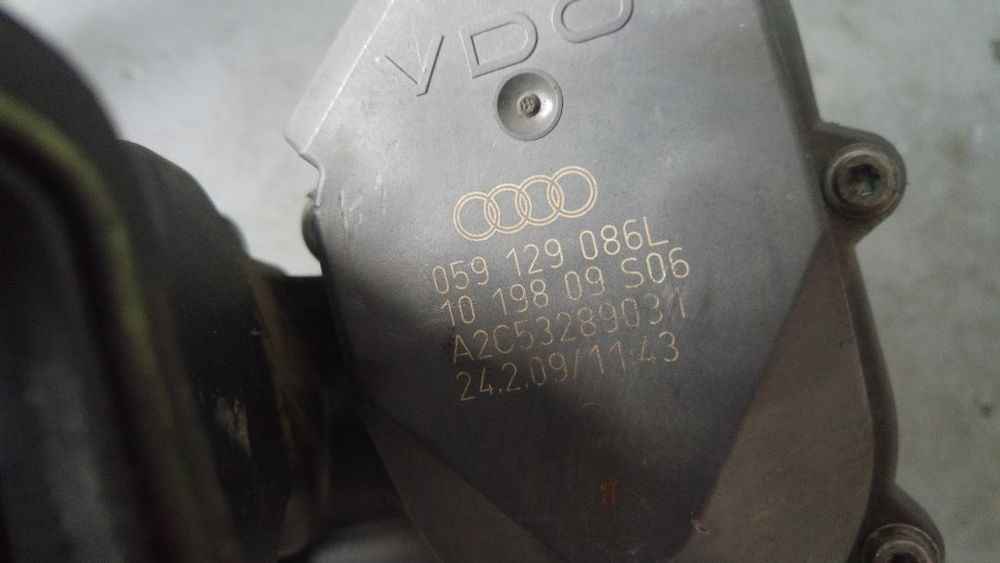 VDO
059 129 086L
10 198 09 S06
A2C53289031
24.2.09/11:43